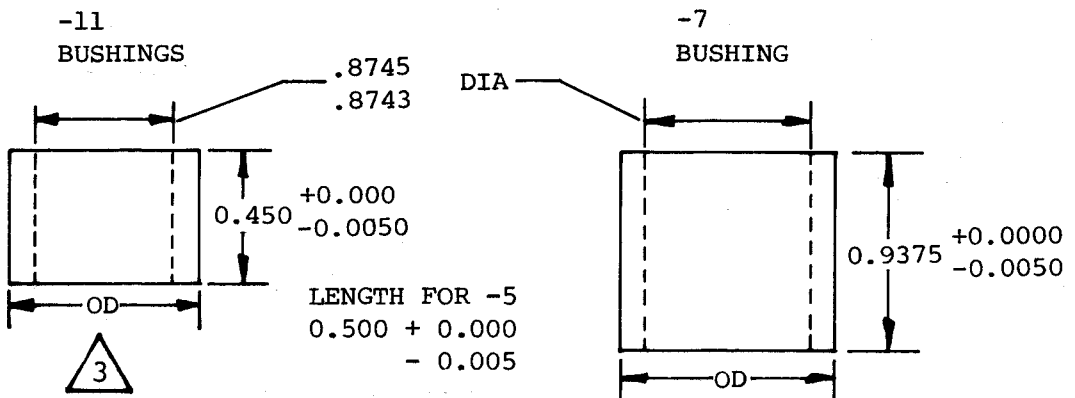 -11
BUSHINGS
.8745
.8743
DIA
-7
BUSHING
0.450 +0.000
-0.0050
OD
3
LENGTH FOR -5
0.500 + 0.000
- 0.005
0.9375 +0.0000
-0.0050
OD